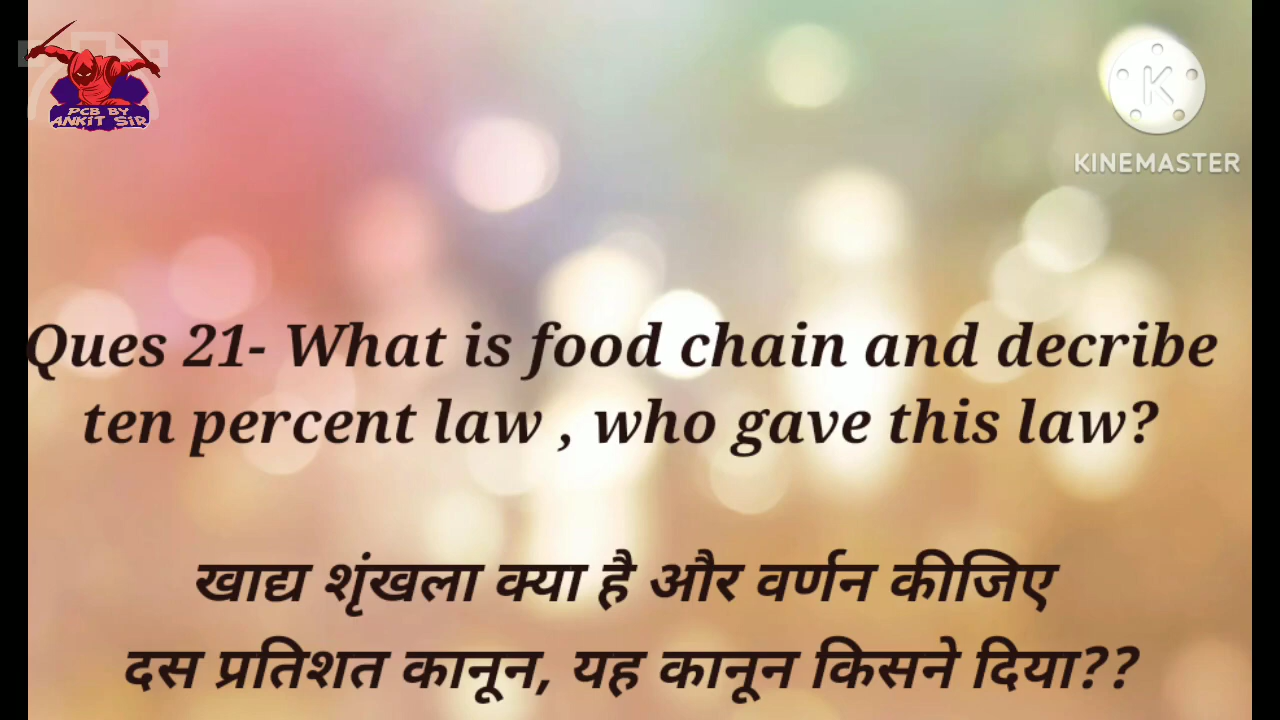 PCB BY
ANKIT SIR
K
KINEMASTER
Ques 21- What is food chain and decribe
ten percent law , who gave this law?
खाद्य शृंखला क्या है और वर्णन कीजिए
दस प्रतिशत कानून, यह कानून किसने दिया??